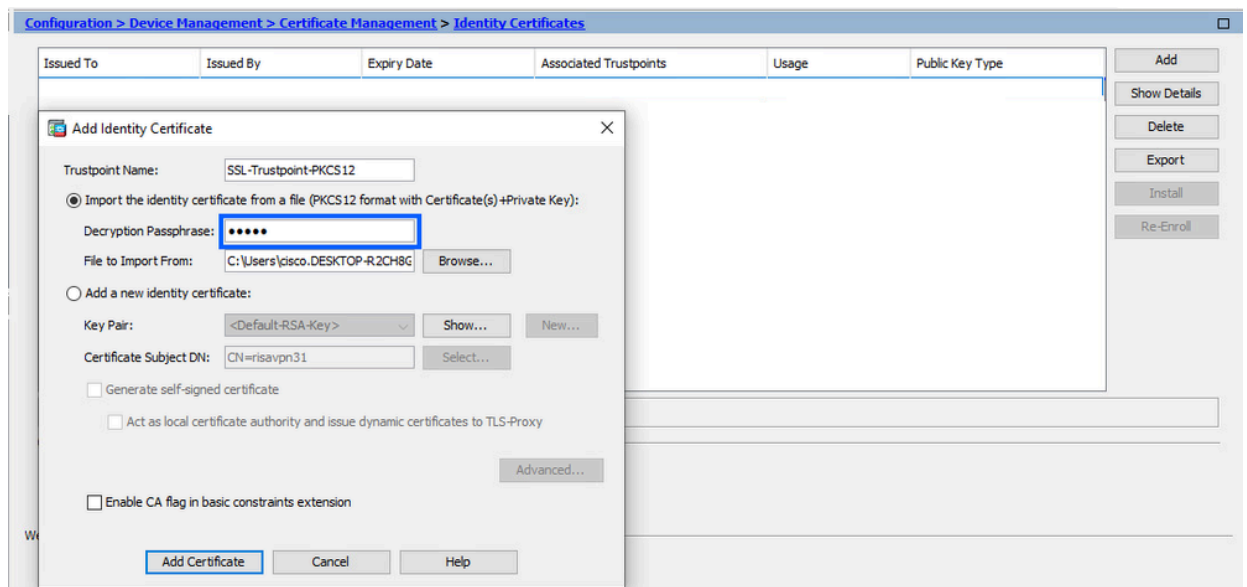 Configuration > Device Management > Certificate Management > Identity Certificates
Issued To Issued By Expiry Date Associated Trustpoints Usage Public Key Type
Add
Show Details
Delete
Export
Install
Re-Enroll
Add Identity Certificate
Trustpoint Name: SSL-Trustpoint-PKCS12
Import the identity certificate from a file (PKCS12 format with Certificate(s)+Private Key):
Decryption Passphrase: •••••
File to Import From: C:\Users\cisco.DESKTOP-R2CH8G Browse...
Add a new identity certificate:
Key Pair: <Default-RSA-Key> Show... New...
Certificate Subject DN: CN=risavpn31 Select...
Generate self-signed certificate
Act as local certificate authority and issue dynamic certificates to TLS-Proxy
Advanced...
Enable CA flag in basic constraints extension
Add Certificate Cancel Help